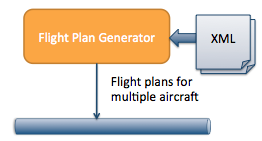 Flight Plan Generator
XML
Flight plans for
multiple aircraft